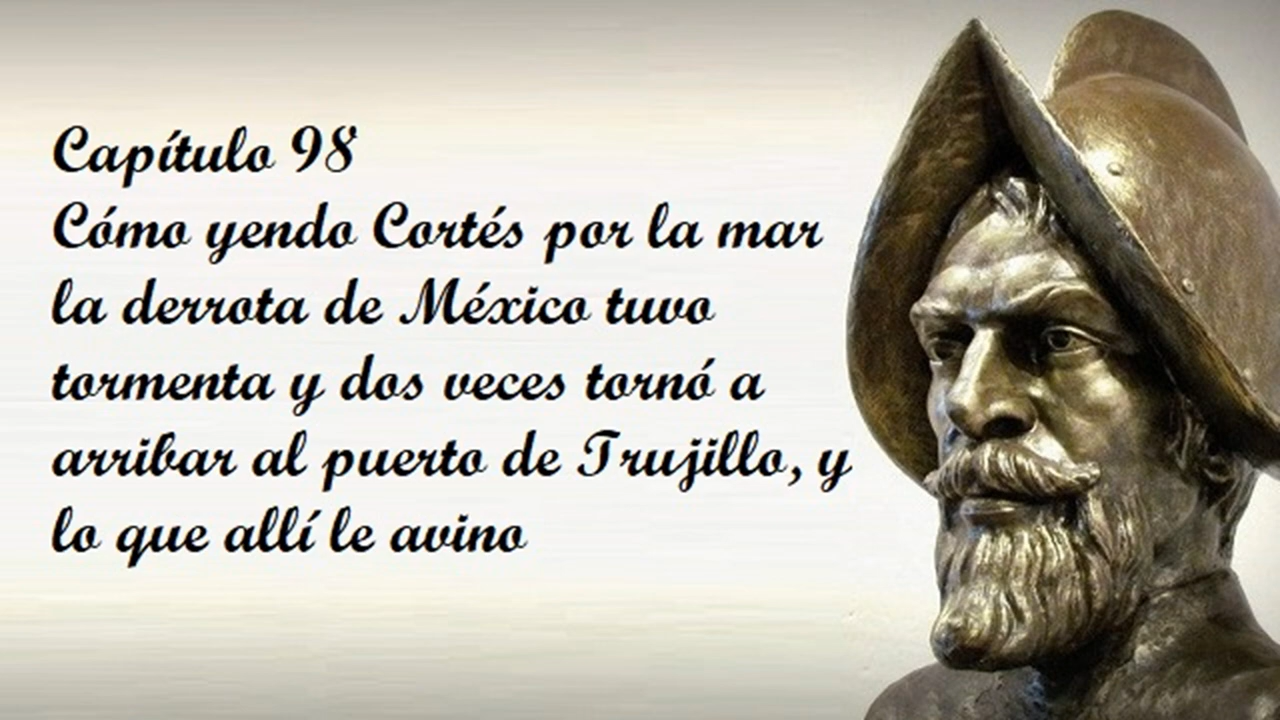 Capítulo 98
Cómo yendo Cortés por la mar
la derrota de México tuvo
tormenta y dos veces tornó a
arribar al puerto de Trujillo, y
lo que allí le avino